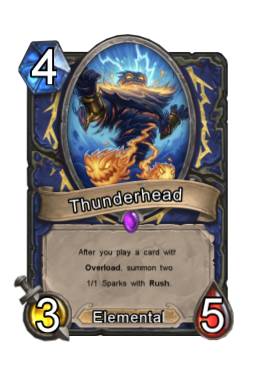 4
Thunderhead
After you play a card with
Overload, summon two
1/1 Sparks with Rush.
3
Elemental
5